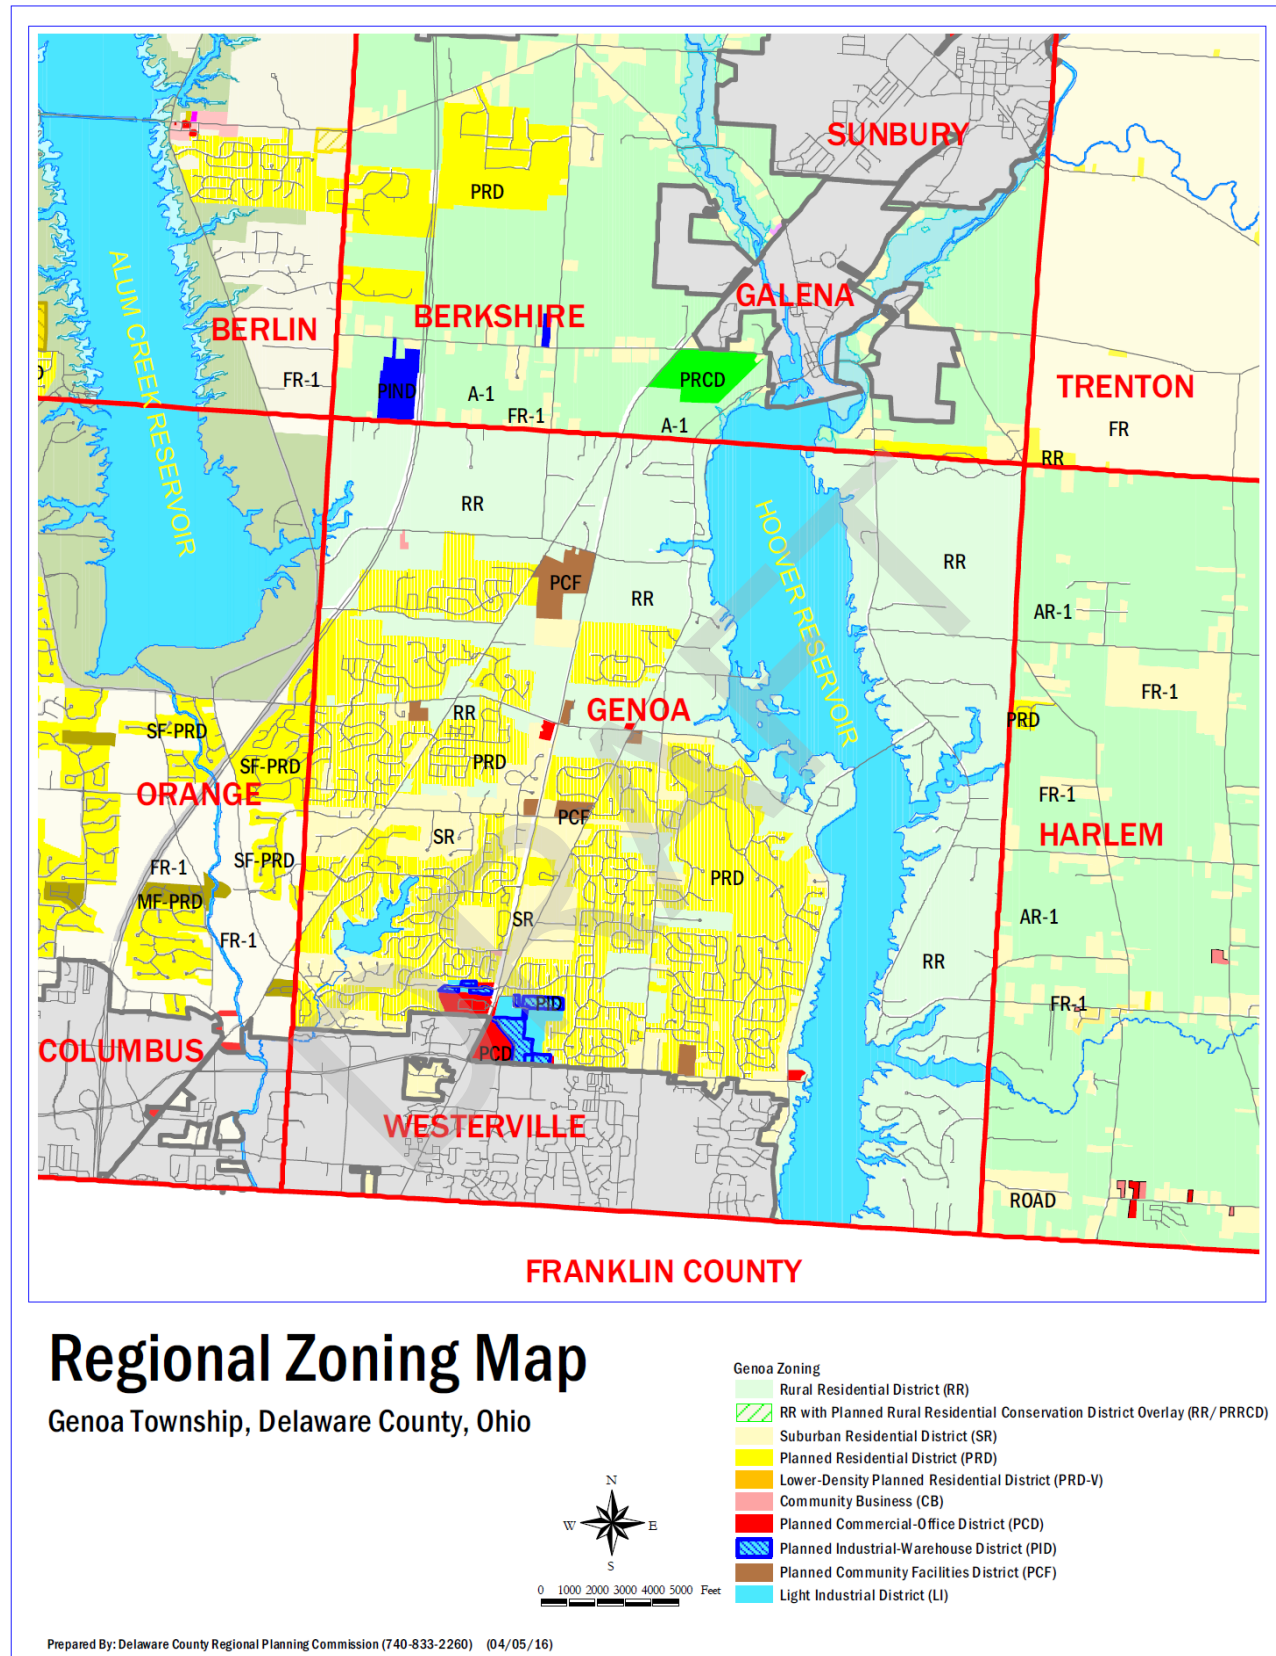 SUNBURY
PRD
ALUM CREEK RESERVOIR
GALENA
BERKSHIRE
BERLIN
FR-1
PIND
A-1
FR-1
PRCD
A-1
TRENTON
FR
RR
RR
HOOVER RESERVOIR
RR
PCF
RR
AR-1
FR-1
RR
GENOA
PRD
SF-PRD
PRD
SF-PRD
ORANGE
FR-1
PCF
SR
HARLEM
SF-PRD
FR-1
MF-PRD
PRD
SR
AR-1
FR-1
RR
PID
FR-1
COLUMBUS
PCD
WESTERVILLE
ROAD
DRAFT
FRANKLIN COUNTY
Regional Zoning Map
Genoa Township, Delaware County, Ohio
Genoa Zoning
Rural Residential District (RR)
RR with Planned Rural Residential Conservation District Overlay (RR/PRRCD)
Suburban Residential District (SR)
Planned Residential District (PRD)
Lower-Density Planned Residential District (PRD-V)
Community Business (CB)
Planned Commercial-Office District (PCD)
Planned Industrial-Warehouse District (PID)
Planned Community Facilities District (PCF)
Light Industrial District (LI)
N
W E
S
0 1000 2000 3000 4000 5000 Feet
Prepared By: Delaware County Regional Planning Commission (740-833-2260) (04/05/16)